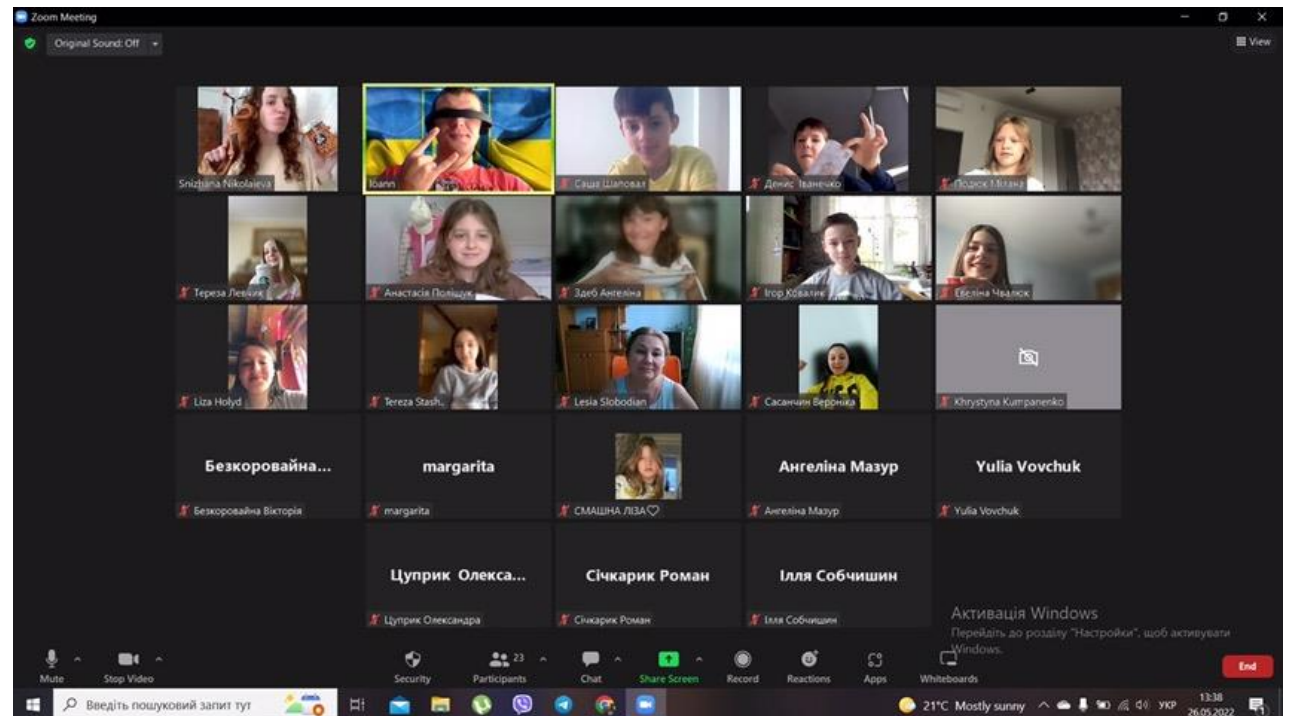 Zoom Meeting
Original Sound: Off
View
Snizhana Nikolaieva
Ioann
Саша Шаповал
Денис Іванечко
Подюк Мілана
Тереза Левчик
Анастасія Поліщук
Здеб Ангеліна
Ігор Ковалик
Евеліна Чвалюк
Liza Holyd
Tereza Stash..
Lesia Slobodian
Сасанчин Вероніка
Khrystyna Kumpanenko
Безкоровайна...
Безкоровайна Вікторія
margarita
margarita
СМАШНА ЛІЗА♡
Ангеліна Мазур
Ангеліна Мазур
Yulia Vovchuk
Yulia Vovchuk
Цуприк Олекса...
Цуприк Олександра
Січкарик Роман
Січкарик Роман
Ілля Собчишин
Ілля Собчишин
Активація Windows
Перейдіть до розділу "Настройки", щоб активувати
Windows.
Mute
Stop Video
Security
23
Participants
Chat
Share Screen
Record
Reactions
Apps
Whiteboards
End
Введіть пошуковий запит тут
21°C Mostly sunny
УКР
13:38
26.05.2022